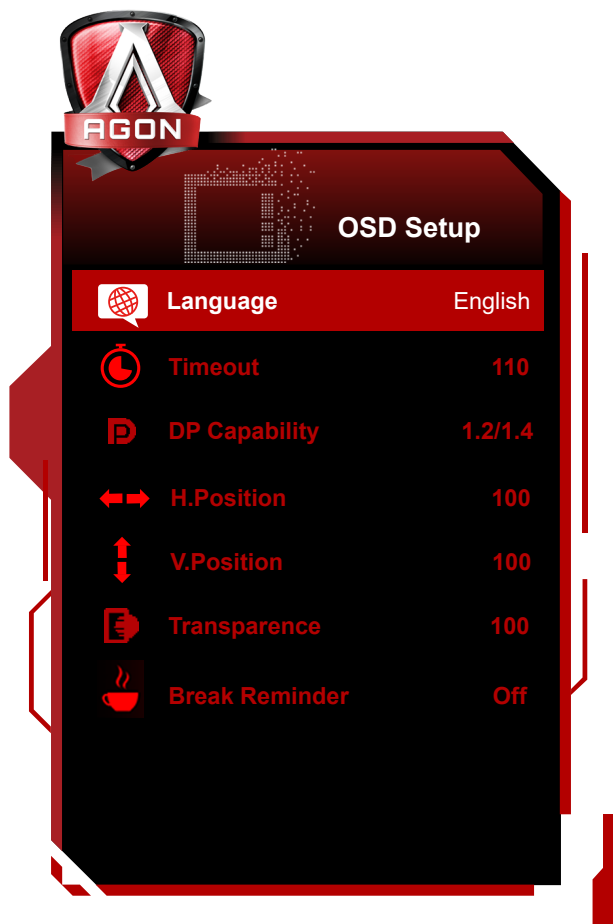 AGON
OSD Setup
Language English
Timeout 110
DP Capability 1.2/1.4
H.Position 100
V.Position 100
Transparence 100
Break Reminder Off